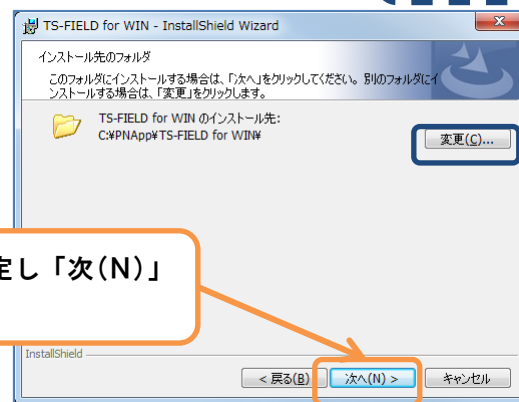 TS-FIELD for WIN - InstallShield Wizard
インストール先のフォルダ
このフォルダにインストールする場合は、「次へ」をクリックしてください。別のフォルダにイ
ンストールする場合は、「変更」をクリックします。
TS-FIELD for WIN のインストール先:
C:¥PNApp¥TS-FIELD for WIN¥
変更(C)...
定し「次(N)」
InstallShield
< 戻る(B)
次へ(N) >
キャンセル